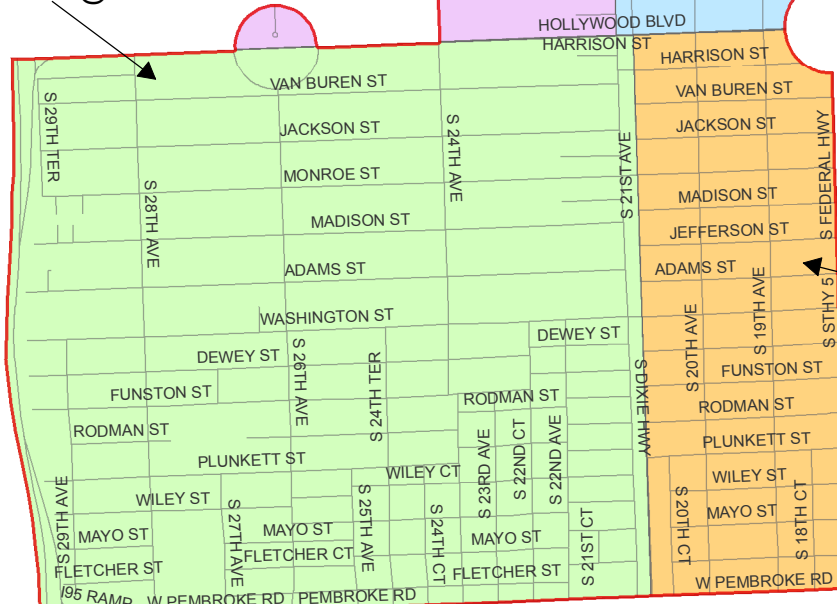 HOLLYWOOD BLVD
HARRISON ST
HARRISON ST
VAN BUREN ST
VAN BUREN ST
S 29TH TER
JACKSON ST
S 24TH AVE
JACKSON ST
S FEDERAL HWY
S 21ST AVE
MONROE ST
S 28TH AVE
MADISON ST
MADISON ST
JEFFERSON ST
ADAMS ST
ADAMS ST
S STHY 5
S 19TH AVE
WASHINGTON ST
S 20TH AVE
DEWEY ST
DEWEY ST
S 26TH AVE
S 24TH TER
S DIXIE HWY
FUNSTON ST
FUNSTON ST
RODMAN ST
RODMAN ST
RODMAN ST
PLUNKETT ST
PLUNKETT ST
S 23RD AVE
S 22ND CT
S 22ND AVE
WILEY CT
WILEY ST
WILEY ST
S 29TH AVE
S 27TH AVE
S 25TH AVE
S 24TH CT
S 21ST CT
S 20TH CT
S 18TH CT
MAYO ST
MAYO ST
MAYO ST
MAYO ST
FLETCHER CT
FLETCHER ST
FLETCHER ST
W PEMBROKE RD
I95 RAMP
W PEMBROKE RD
PEMBROKE RD